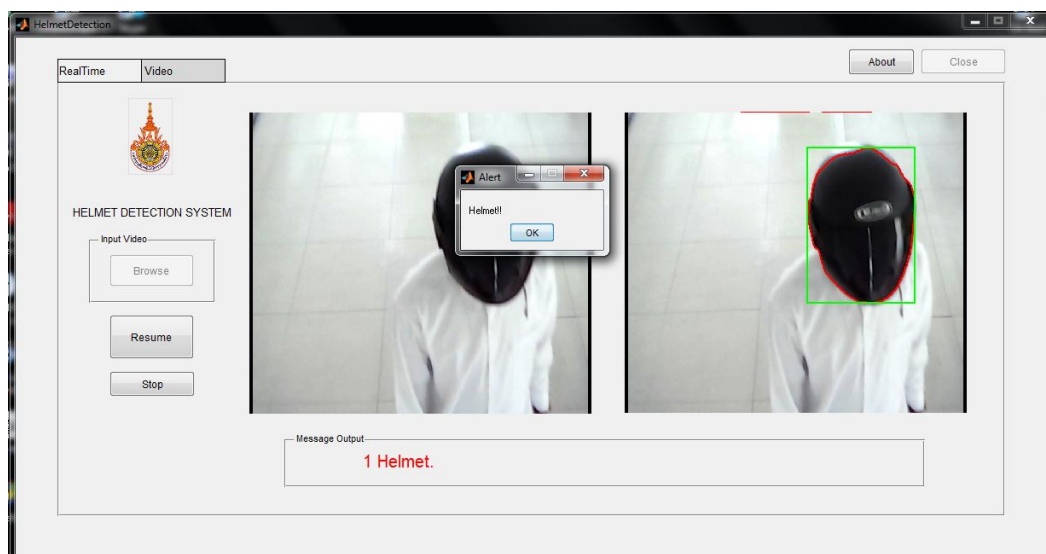 HelmetDetection
About
Close
RealTime
Video
HELMET DETECTION SYSTEM
Input Video
Browse
Resume
Stop
Alert
Helmet!!
OK
Message Output
1 Helmet.